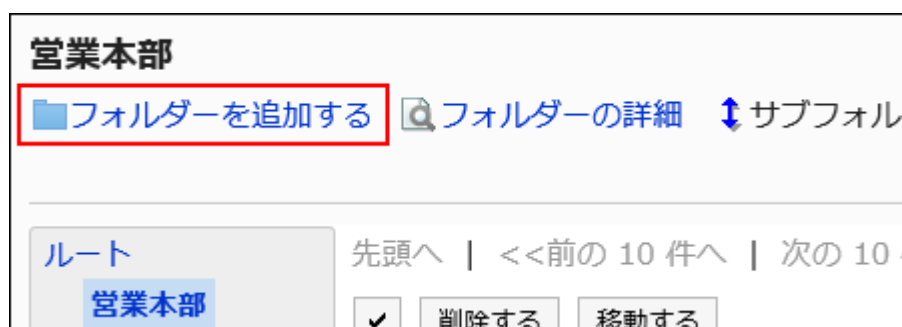 営業本部
フォルダーを追加する フォルダーの詳細 サブフォル
ルート
営業本部
先頭へ | <<前の 10 件へ | 次の 10
削除する 移動する